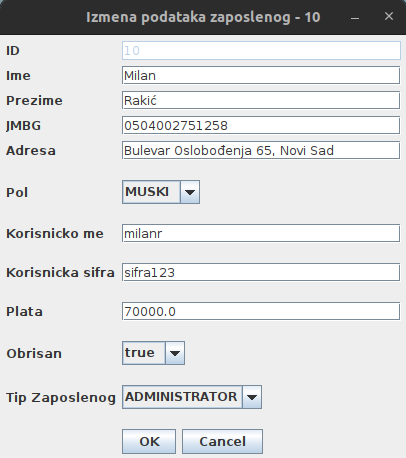 Izmena podataka zaposlenog - 10
ID 10
Ime Milan
Prezime Rakić
JMBG 0504002751258
Adresa Bulevar Oslobođenja 65, Novi Sad
Pol MUSKI
Korisnicko me milanr
Korisnicka sifra sifra123
Plata 70000.0
Obrisan true
Tip Zaposlenog ADMINISTRATOR
OK Cancel